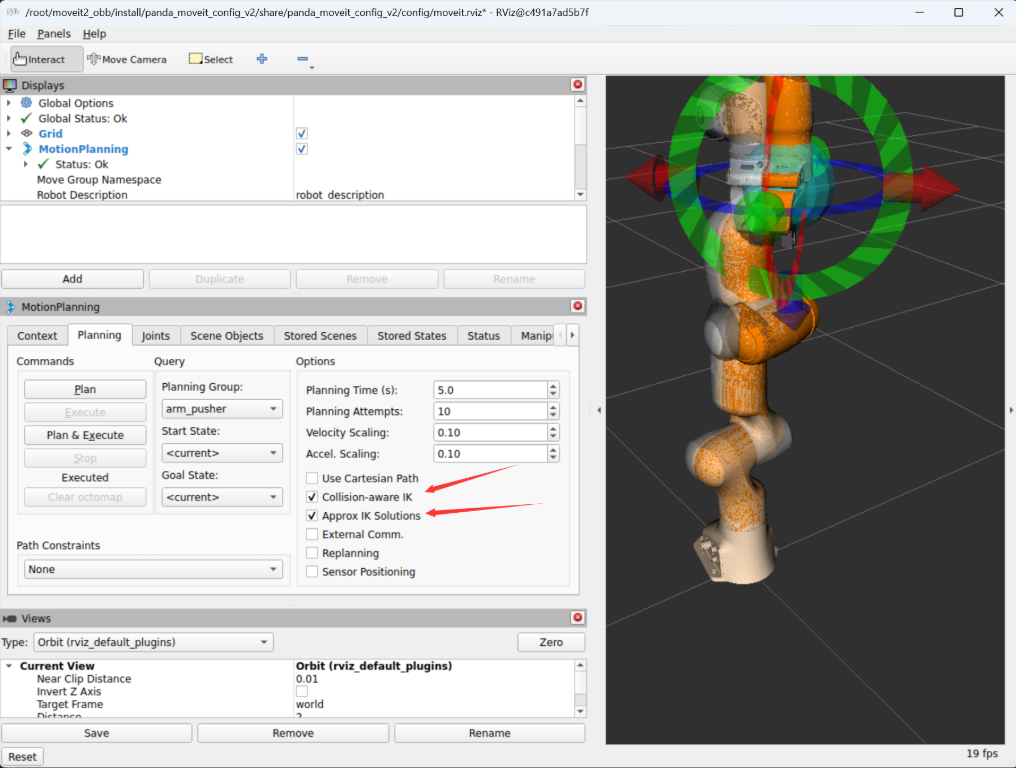 /root/moveit2_obb/install/panda_moveit_config_v2/share/panda_moveit_config_v2/config/moveit.rviz* - RViz@c491a7ad5b7f
File Panels Help
Interact Move Camera Select
Displays
Global Options
Global Status: Ok
Grid
MotionPlanning
Status: Ok
Move Group Namespace
Robot Description robot_description
Add Duplicate Remove Rename
MotionPlanning
Context Planning Joints Scene Objects Stored Scenes Stored States Status Manip
Commands Query Options
Plan
Execute
Plan & Execute
Stop
Executed
Clear octomap
Planning Group:
arm_pusher
Start State:
<current>
Goal State:
<current>
Planning Time (s): 5.0
Planning Attempts: 10
Velocity Scaling: 0.10
Accel. Scaling: 0.10
Use Cartesian Path
Collision-aware IK
Approx IK Solutions
External Comm.
Replanning
Sensor Positioning
Path Constraints
None
Views
Type: Orbit (rviz_default_plugins) Zero
Current View Orbit (rviz_default_plugins)
Near Clip Distance 0.01
Invert Z Axis
Target Frame world
Distance 2
Save Remove Rename
Reset
19 fps